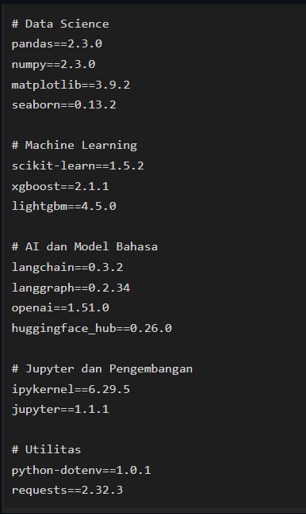 # Data Science
pandas==2.3.0
numpy==2.3.0
matplotlib==3.9.2
seaborn==0.13.2
# Machine Learning
scikit-learn==1.5.2
xgboost==2.1.1
lightgbm==4.5.0
# AI dan Model Bahasa
langchain==0.3.2
langgraph==0.2.34
openai==1.51.0
huggingface_hub==0.26.0
# Jupyter dan Pengembangan
ipykernel==6.29.5
jupyter==1.1.1
# Utilitas
python-dotenv==1.0.1
requests==2.32.3